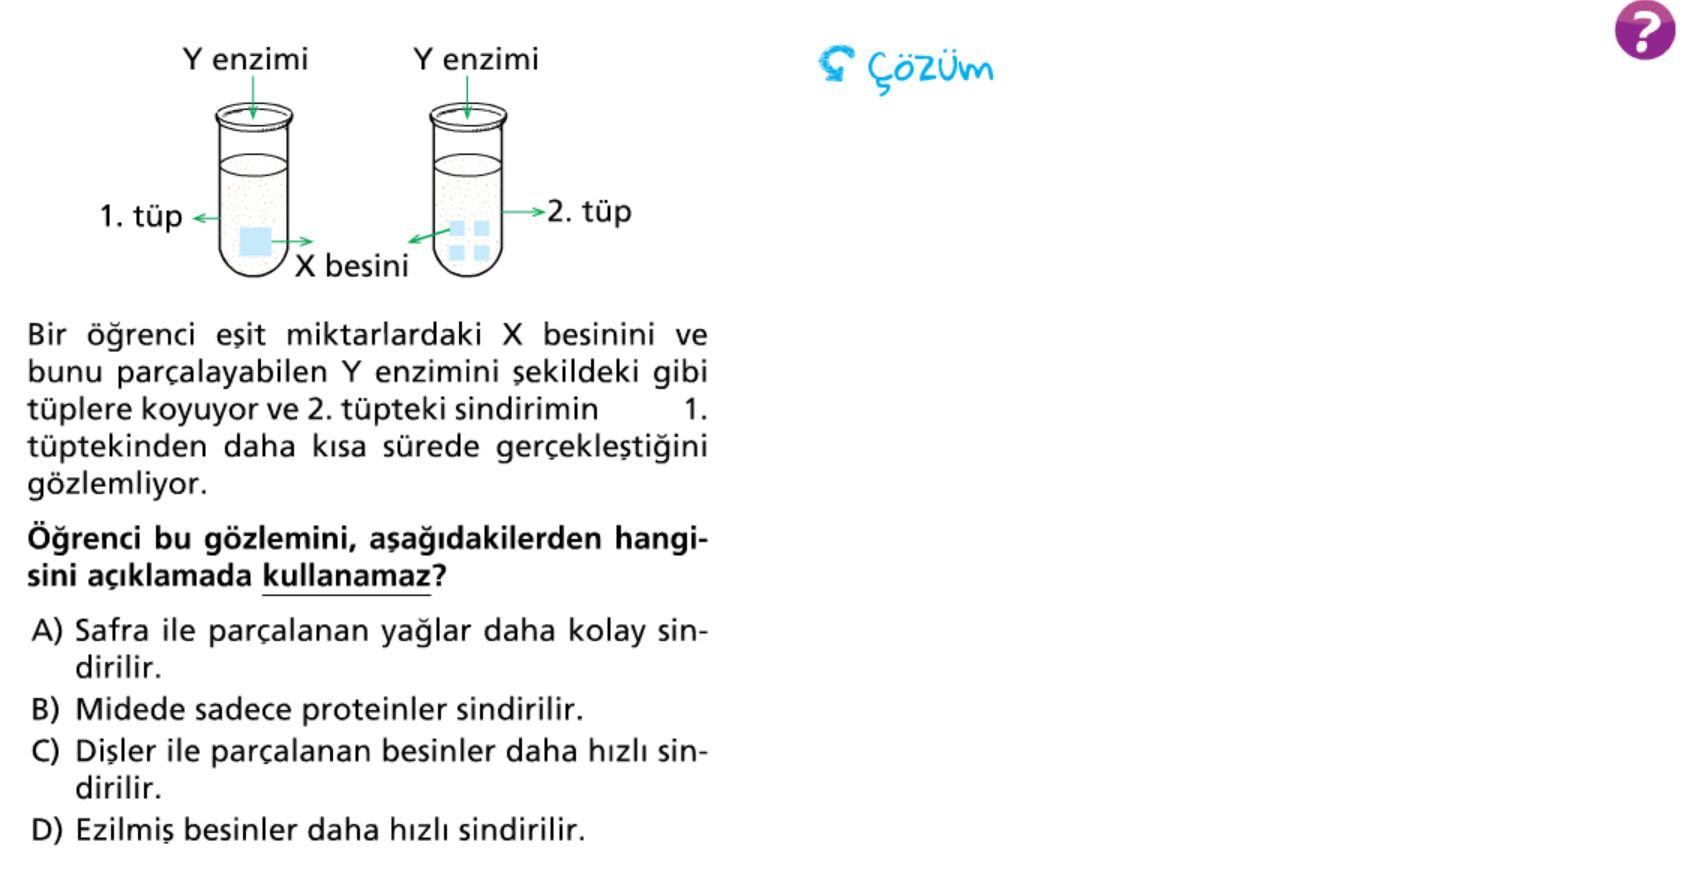 Y enzimi
Y enzimi
1. tüp
2. tüp
X besini
Bir öğrenci eşit miktarlardaki X besinini ve
bunu parçalayabilen Y enzimini şekildeki gibi
tüplere koyuyor ve 2. tüpteki sindirimin 1.
tüptekinden daha kısa sürede gerçekleştiğini
gözlemliyor.
Öğrenci bu gözlemini, aşağıdakilerden hangi-
sini açıklamada kullanamaz?
A) Safra ile parçalanan yağlar daha kolay sin-
dirilir.
B) Midede sadece proteinler sindirilir.
C) Dişler ile parçalanan besinler daha hızlı sin-
dirilir.
D) Ezilmiş besinler daha hızlı sindirilir.
Çözüm
?